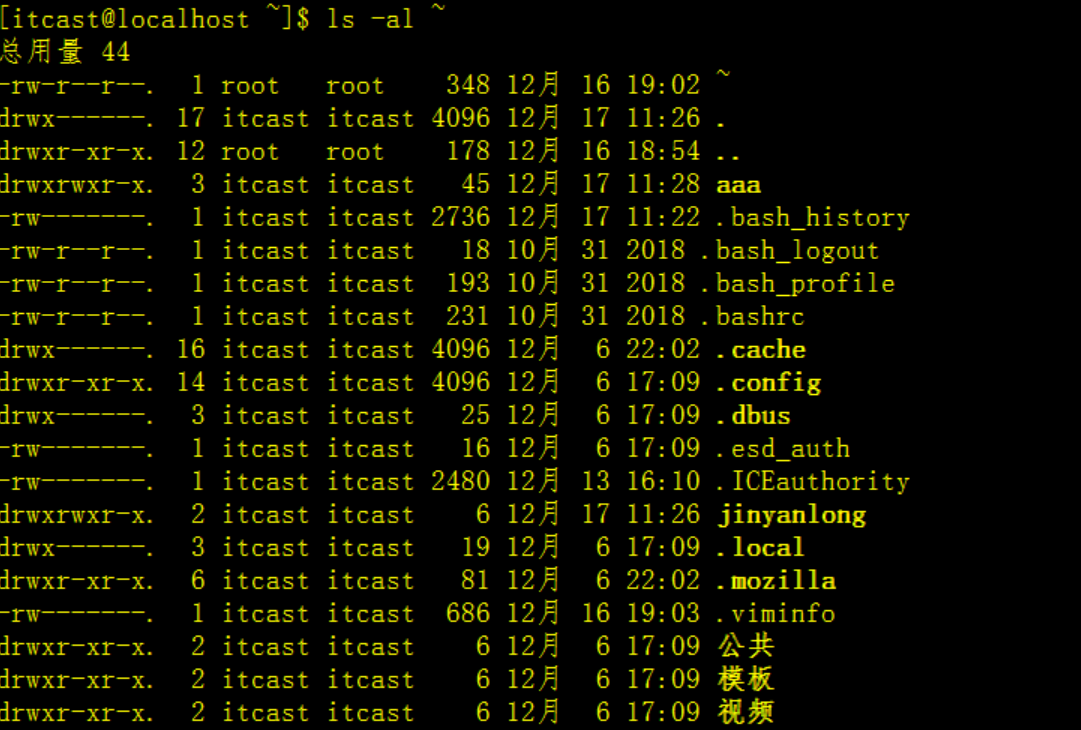 [itcast@localhost ~]$ ls -al ~
总用量 44
-rw-r--r--.  1 root   root    348 12月  16 19:02 ~
drwx------. 17 itcast itcast 4096 12月  17 11:26 .
drwxr-xr-x. 12 root   root    178 12月  16 18:54 ..
drwxrwxr-x.  3 itcast itcast   45 12月  17 11:28 aaa
-rw-------.  1 itcast itcast 2736 12月  17 11:22 .bash_history
-rw-r--r--.  1 itcast itcast   18 10月  31 2018 .bash_logout
-rw-r--r--.  1 itcast itcast  193 10月  31 2018 .bash_profile
-rw-r--r--.  1 itcast itcast  231 10月  31 2018 .bashrc
drwx------. 16 itcast itcast 4096 12月   6 22:02 .cache
drwxr-xr-x. 14 itcast itcast 4096 12月   6 17:09 .config
drwx------.  3 itcast itcast   25 12月   6 17:09 .dbus
-rw-------.  1 itcast itcast   16 12月   6 17:09 .esd_auth
-rw-------.  1 itcast itcast 2480 12月  13 16:10 .ICEauthority
drwxrwxr-x.  2 itcast itcast    6 12月  17 11:26 jinyanlong
drwx------.  3 itcast itcast   19 12月   6 17:09 .local
drwxr-xr-x.  6 itcast itcast   81 12月   6 22:02 .mozilla
-rw-------.  1 itcast itcast  686 12月  16 19:03 .viminfo
drwxr-xr-x.  2 itcast itcast    6 12月   6 17:09 公共
drwxr-xr-x.  2 itcast itcast    6 12月   6 17:09 模板
drwxr-xr-x.  2 itcast itcast    6 12月   6 17:09 视频